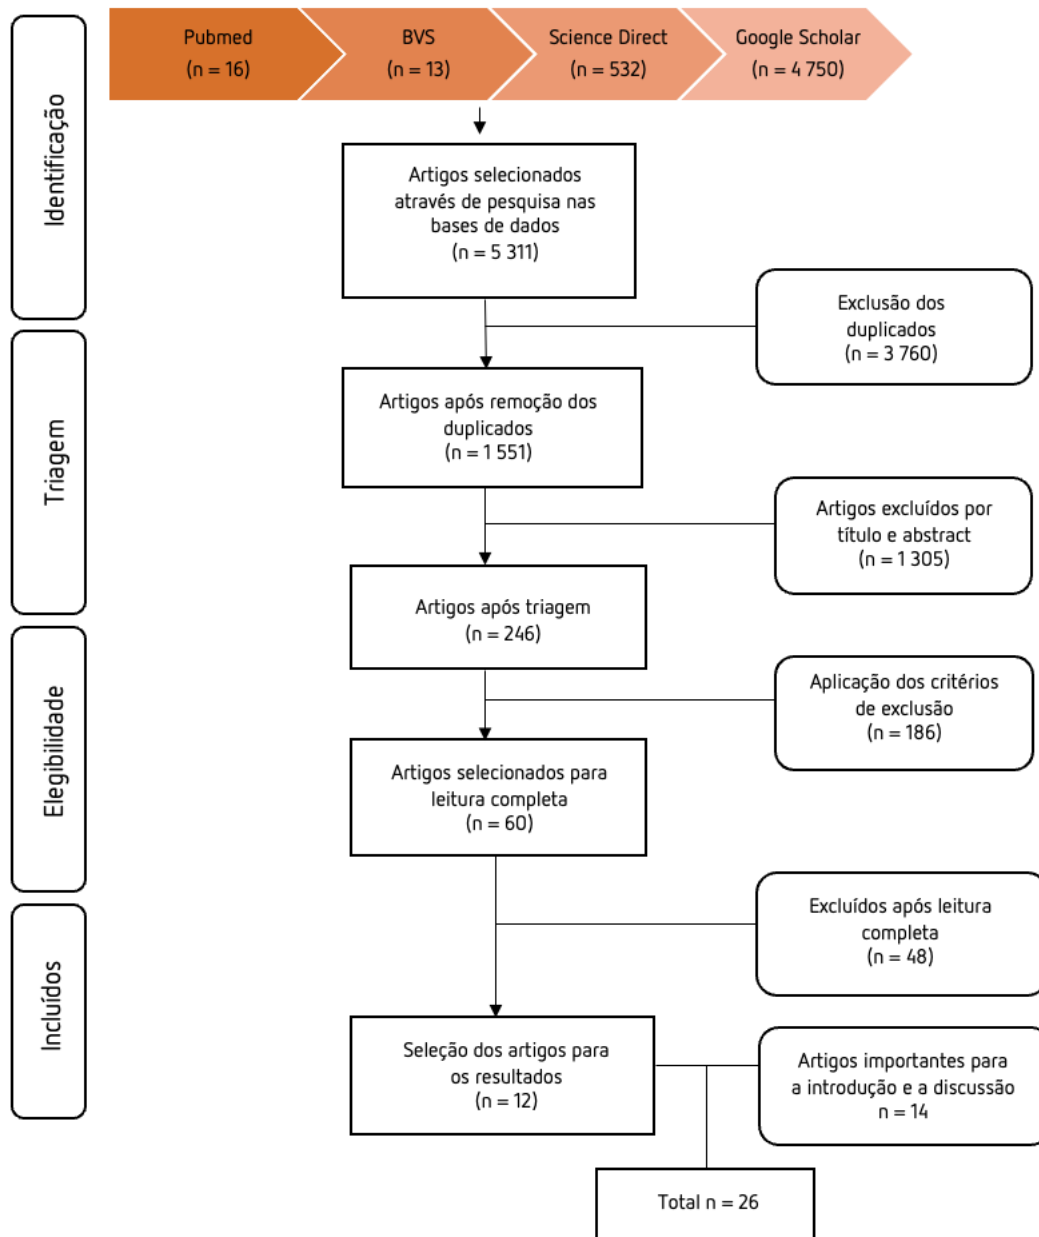 Pubmed
(n = 16)
BVS
(n = 13)
Science Direct
(n = 532)
Google Scholar
(n = 4 750)
Identificação
Artigos selecionados
através de pesquisa nas
bases de dados
(n = 5 311)
Exclusão dos
duplicados
(n = 3 760)
Triagem
Artigos após remoção dos
duplicados
(n = 1 551)
Artigos excluídos por
título e abstract
(n = 1 305)
Artigos após triagem
(n = 246)
Elegibilidade
Aplicação dos critérios
de exclusão
(n = 186)
Artigos selecionados para
leitura completa
(n = 60)
Excluídos após leitura
completa
(n = 48)
Incluídos
Seleção dos artigos para
os resultados
(n = 12)
Artigos importantes para
a introdução e a discussão
n = 14
Total n = 26